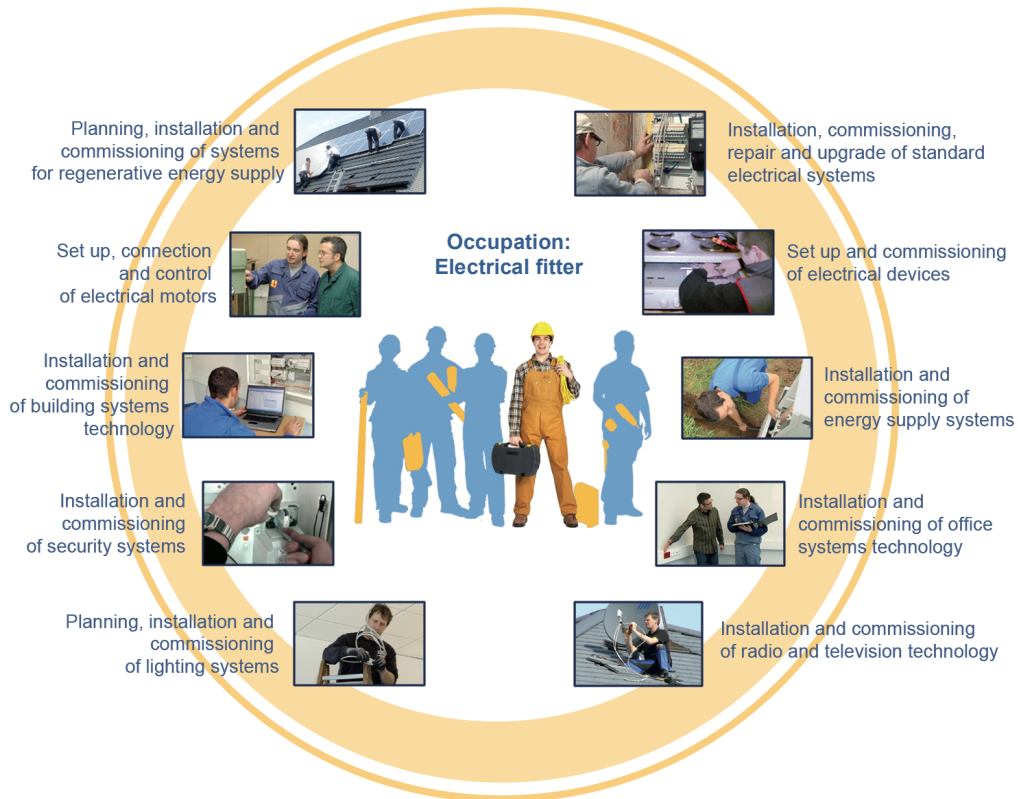 Planning, installation and
commissioning of systems
for regenerative energy supply
Installation, commissioning,
repair and upgrade of standard
electrical systems
Occupation:
Electrical fitter
Set up, connection
and control
of electrical motors
Set up and commissioning
of electrical devices
Installation and
commissioning
of building systems
technology
Installation and
commissioning of
energy supply systems
Installation and
commissioning
of security systems
Installation and
commissioning of office
systems technology
Planning, installation and
commissioning
of lighting systems
Installation and commissioning
of radio and television technology